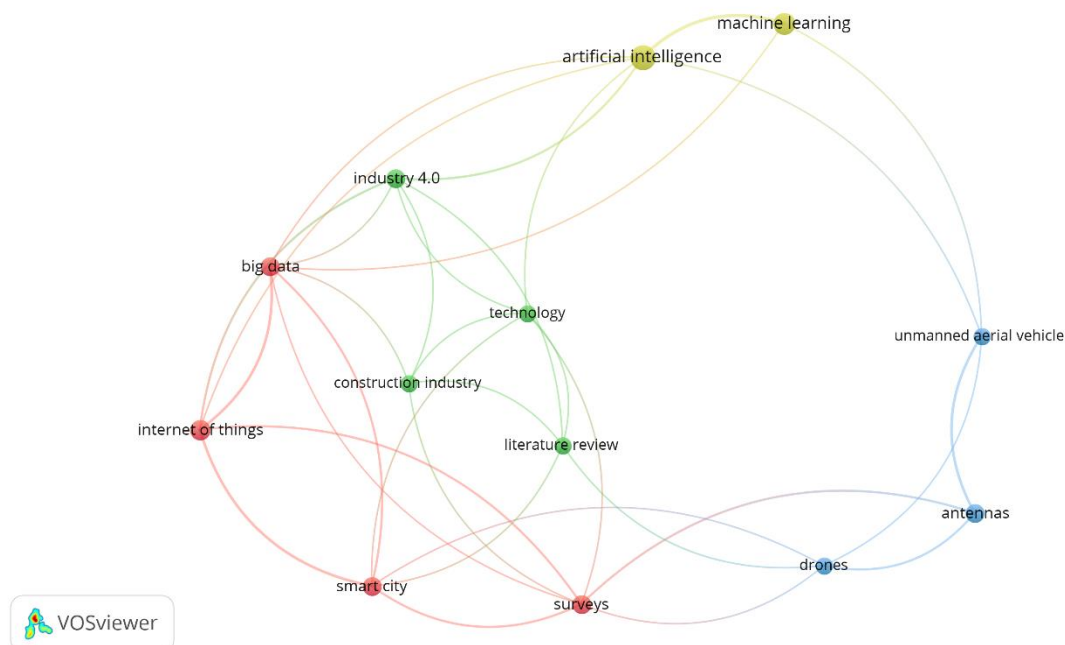 machine learning
artificial intelligence
industry 4.0
big data
technology
unmanned aerial vehicle
construction industry
internet of things
literature review
antennas
drones
smart city
surveys
VOSviewer